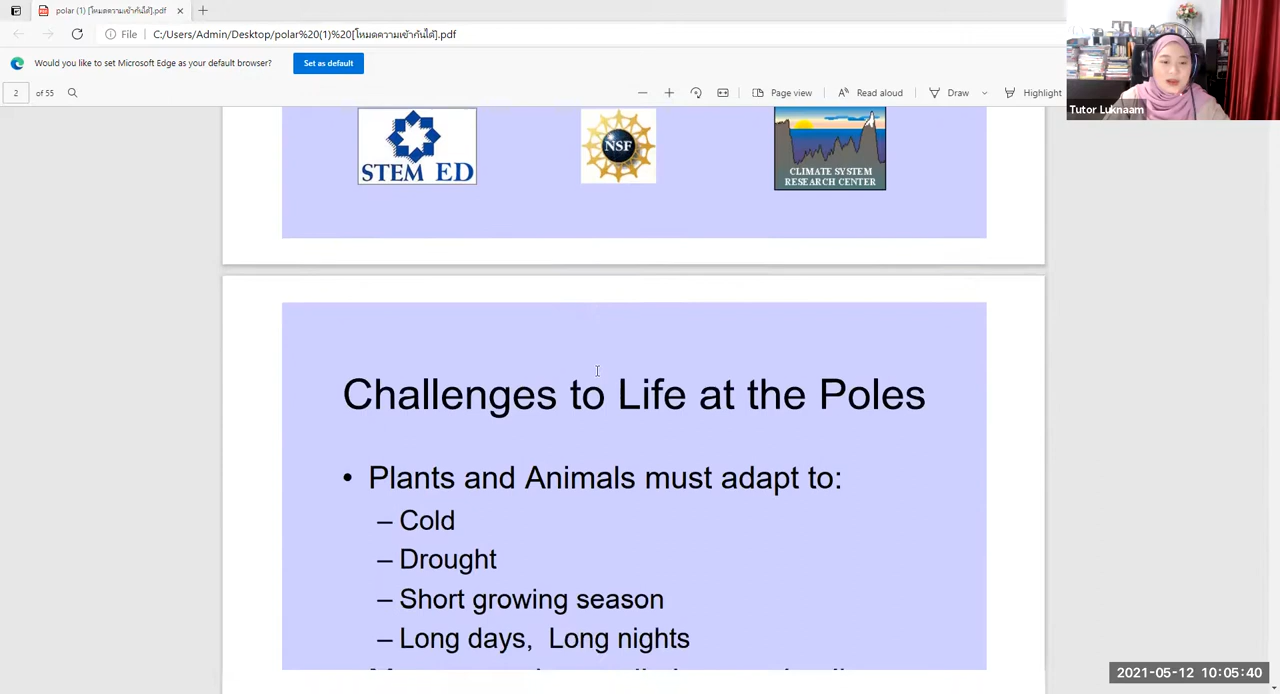 polar (1) [โหมดความเข้ากันได้].pdf
File C:/Users/Admin/Desktop/polar%20(1)%20[โหมดความเข้ากันได้].pdf
Would you like to set Microsoft Edge as your default browser? Set as default
2 of 55 Page view Read aloud Draw Highlight
Tutor Luknaam
STEM ED
NSF
CLIMATE SYSTEM
RESEARCH CENTER
Challenges to Life at the Poles
• Plants and Animals must adapt to:
– Cold
– Drought
– Short growing season
– Long days, Long nights
2021-05-12 10:05:40